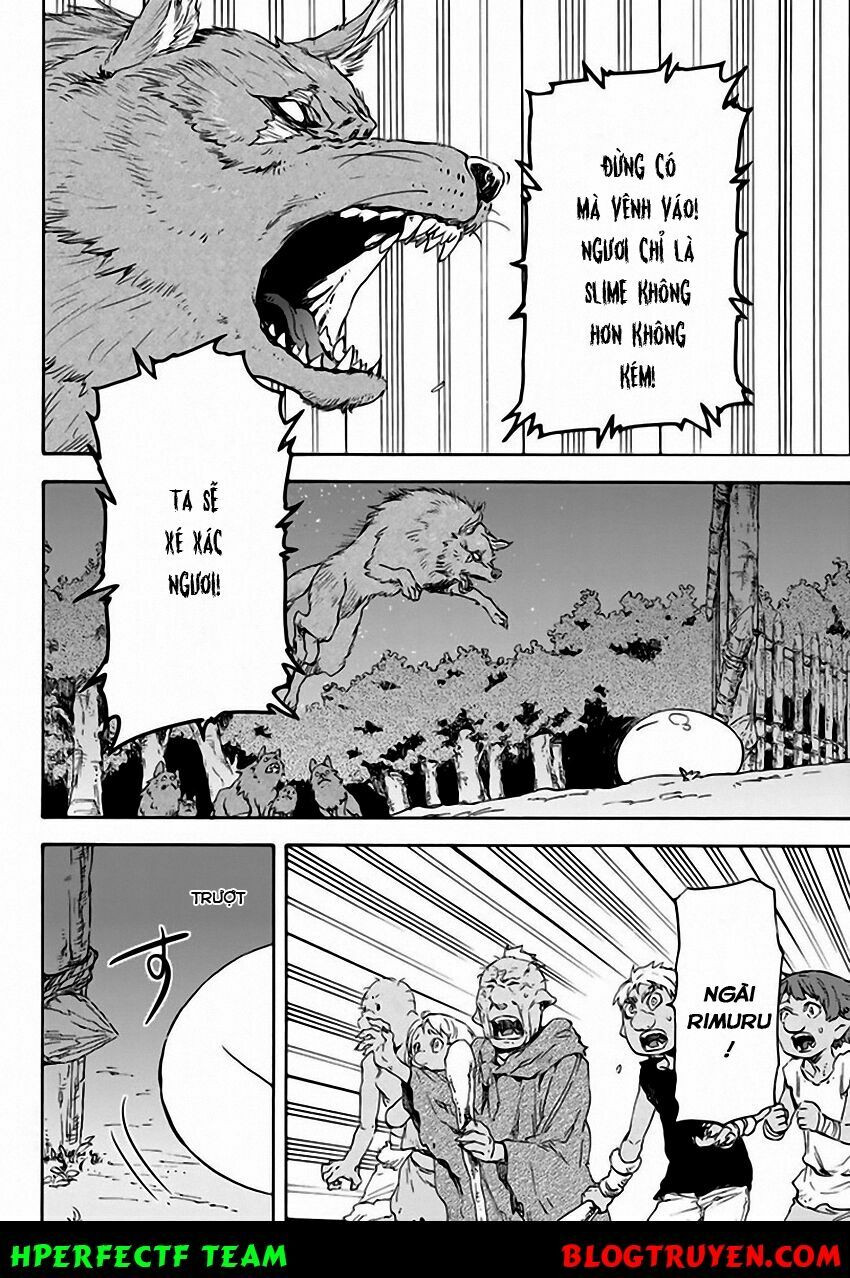 ĐỪNG CÓ
MÀ VÊNH VÁO!
NGƯƠI CHỈ LÀ
SLIME KHÔNG
HƠN KHÔNG
KÉM!
TA SẼ
XÉ XÁC
NGƯƠI!
NGÀI
RIMURU
!
TRƯỢT
す
HPERFECTF TEAM
BLOGTRUYEN.COM